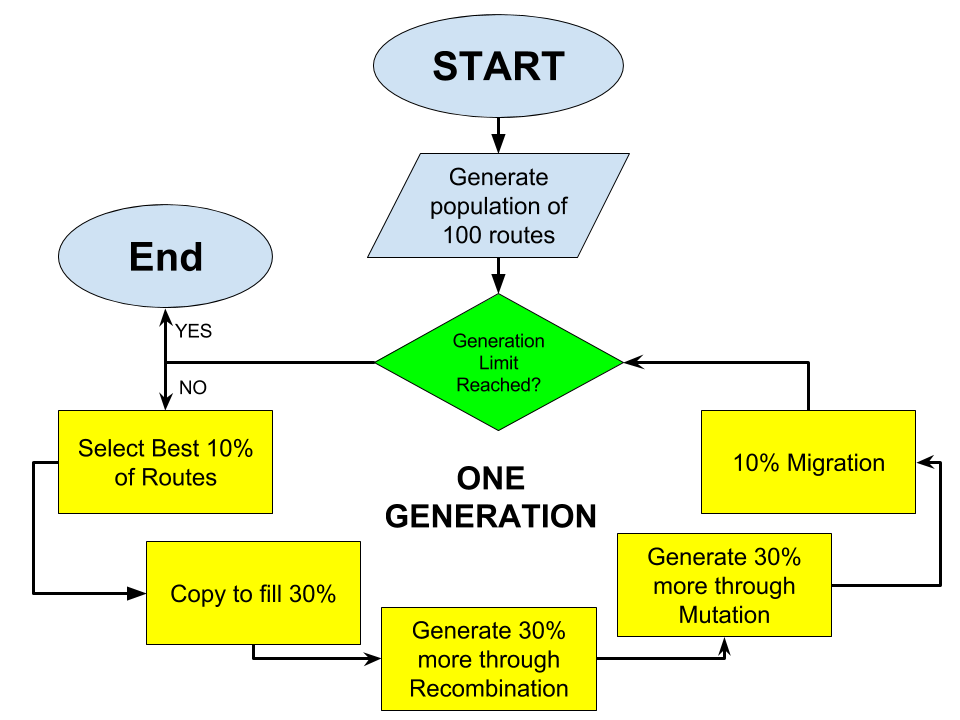 START
Generate
population of
100 routes
End
YES
Generation
Limit
Reached?
NO
Select Best 10%
of Routes
10% Migration
ONE
GENERATION
Copy to fill 30%
Generate 30%
more through
Recombination
Generate 30%
more through
Mutation